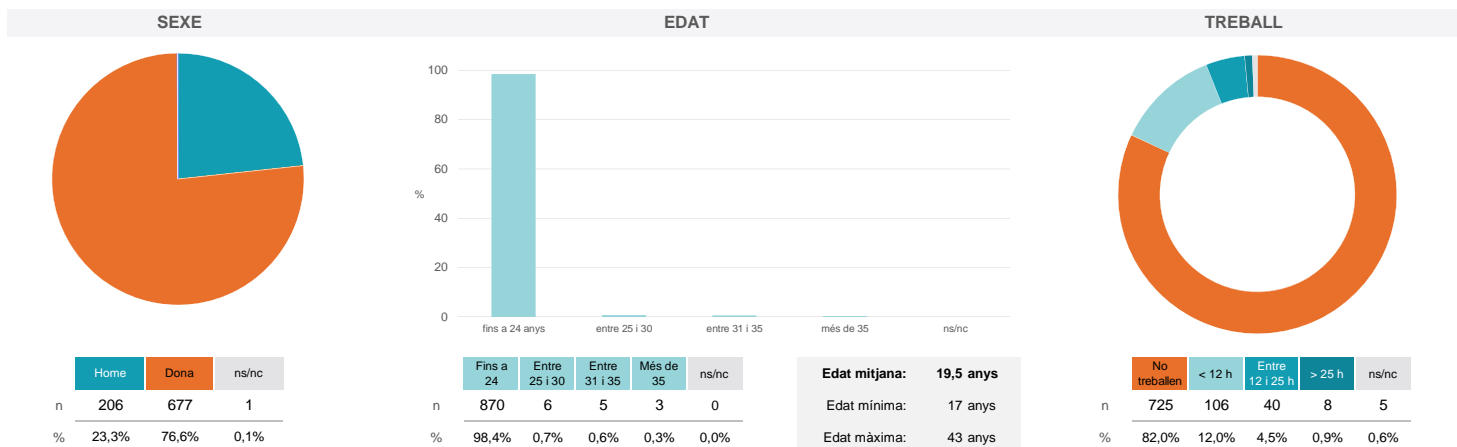 SEXE
EDAT
TREBALL
100
80
60
%
40
20
0
fins a 24 anys
entre 25 i 30
entre 31 i 35
més de 35
ns/nc
Home Dona ns/nc
n 206 677 1
% 23,3% 76,6% 0,1%
Fins a 24 Entre 25 i 30 Entre 31 i 35 Més de 35 ns/nc
n 870 6 5 3 0
% 98,4% 0,7% 0,6% 0,3% 0,0%
Edat mitjana: 19,5 anys
Edat mínima: 17 anys
Edat màxima: 43 anys
No treballen < 12 h Entre 12 i 25 h > 25 h ns/nc
n 725 106 40 8 5
% 82,0% 12,0% 4,5% 0,9% 0,6%